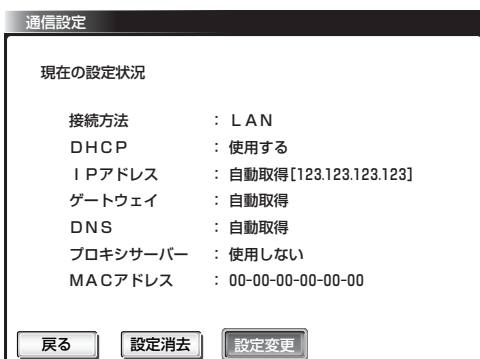 通信設定
現在の設定状況
接続方法 : LAN
DHCP : 使用する
IPアドレス : 自動取得[123.123.123.123]
ゲートウェイ : 自動取得
DNS : 自動取得
プロキシサーバー : 使用しない
MACアドレス : 00-00-00-00-00-00
戻る 設定消去 設定変更